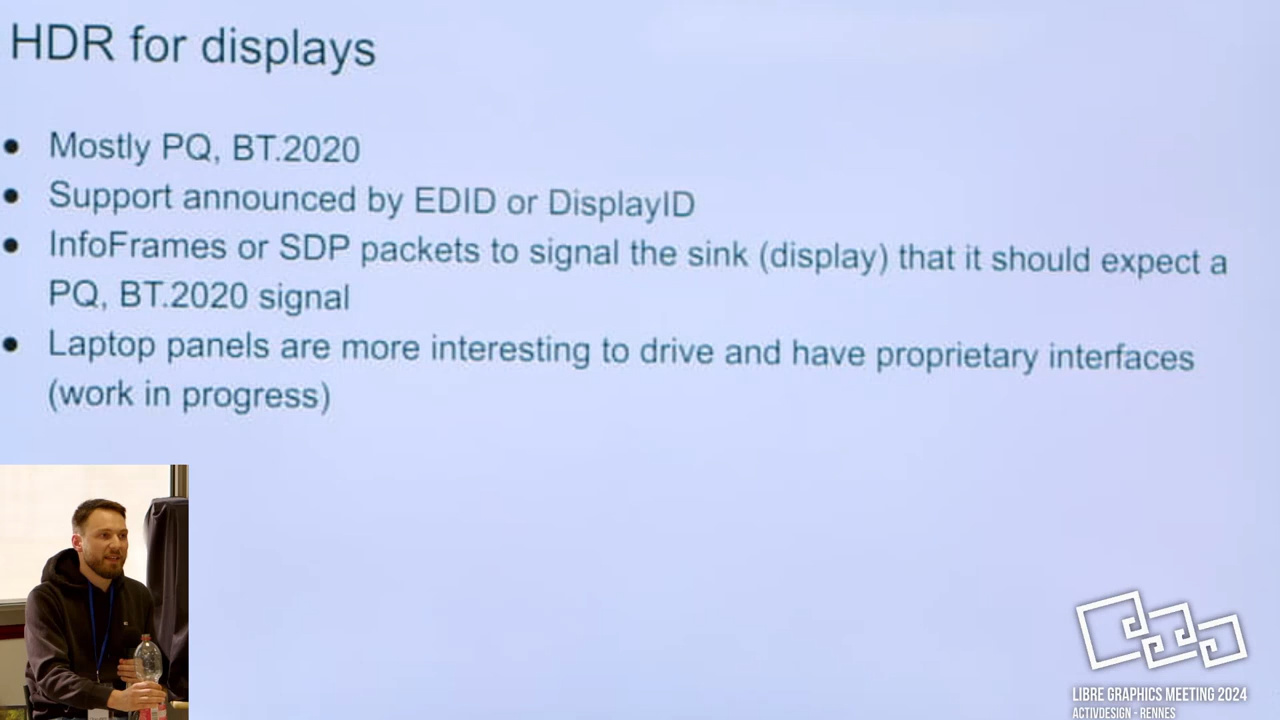 HDR for displays
• Mostly PQ, BT.2020
• Support announced by EDID or DisplayID
• InfoFrames or SDP packets to signal the sink (display) that it should expect a
PQ, BT.2020 signal
• Laptop panels are more interesting to drive and have proprietary interfaces
(work in progress)
LIBRE GRAPHICS MEETING 2024
ACTIVDESIGN - RENNES